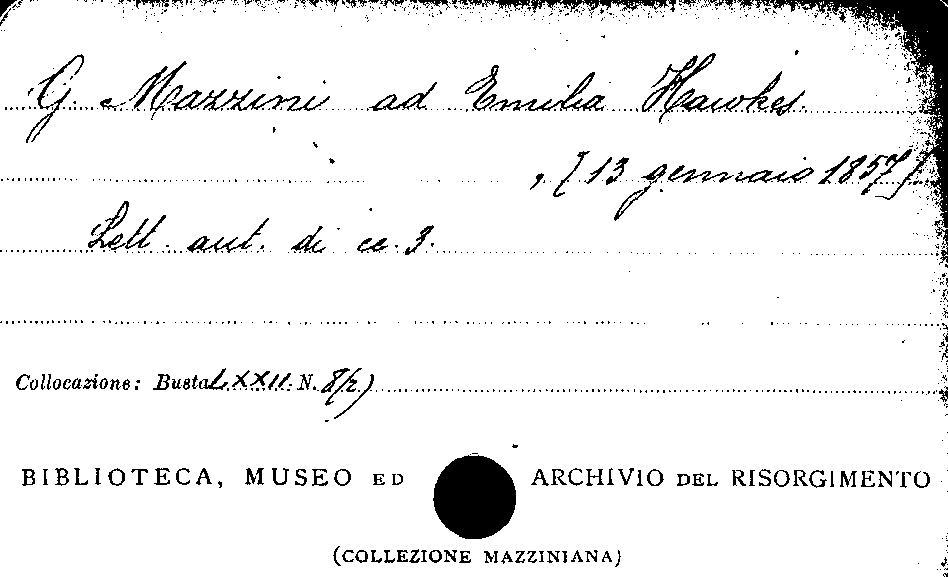 G. Mazzini ad Emilia Hawkes.
, [13 gennaio 1857]
Lett. aut. di cc. 3.
Collocazione: Busta LXXII. N. 8(2)
BIBLIOTECA, MUSEO ED ARCHIVIO DEL RISORGIMENTO
(COLLEZIONE MAZZINIANA)